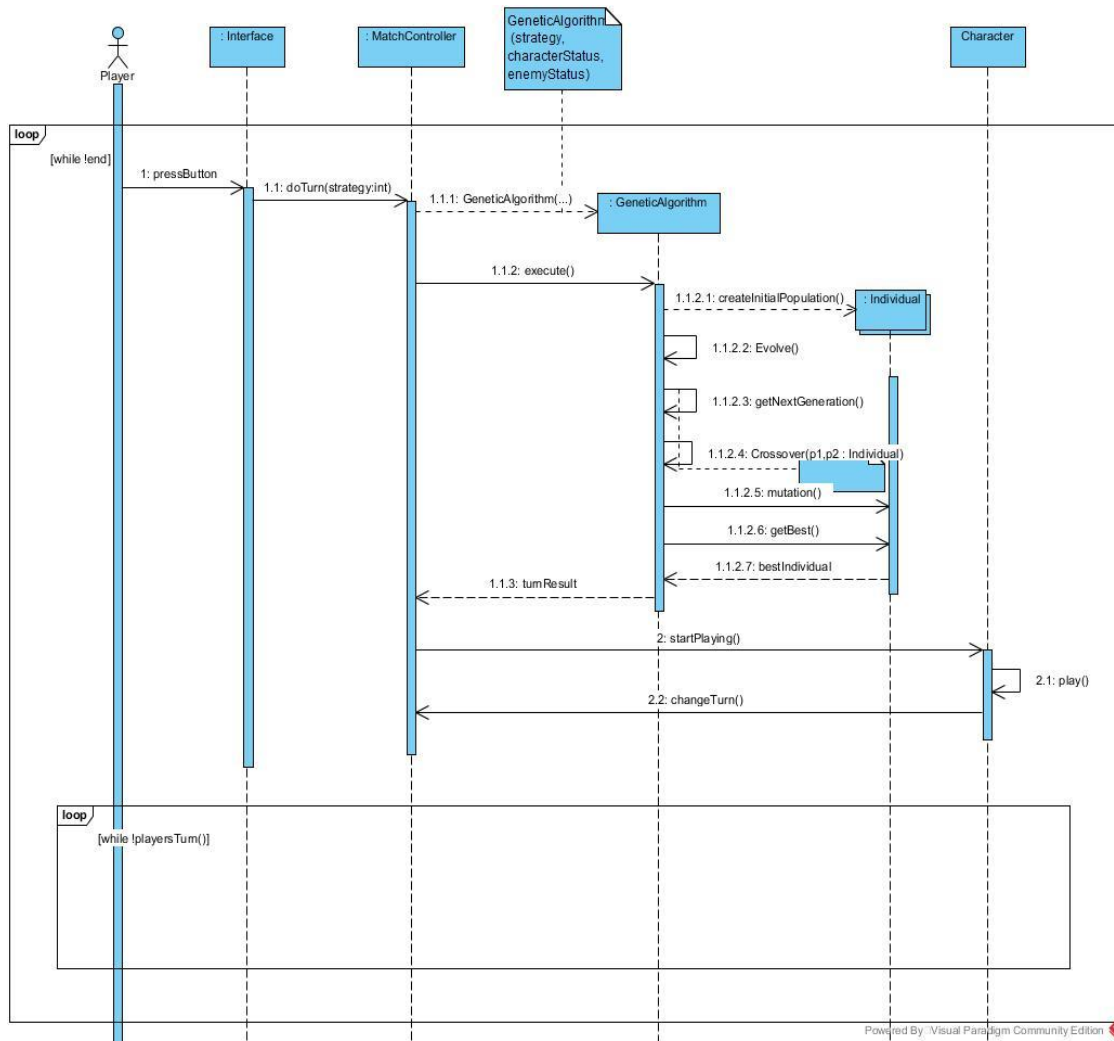 GeneticAlgorithm
(strategy,
characterStatus,
enemyStatus)
: Interface
: MatchController
Character
Player
loop
[while !end]
1: pressButton
1.1: doTurn(strategy:int)
1.1.1: GeneticAlgorithm(...)
: GeneticAlgorithm
1.1.2: execute()
1.1.2.1: createInitialPopulation()
: Individual
1.1.2.2: Evolve()
1.1.2.3: getNextGeneration()
1.1.2.4: Crossover(p1,p2 : Individual)
1.1.2.5: mutation()
1.1.2.6: getBest()
1.1.2.7: bestIndividual
1.1.3: turnResult
2: startPlaying()
2.1: play()
2.2: changeTurn()
loop
[while !playersTurn()]
Powered By Visual Paradigm Community Edition